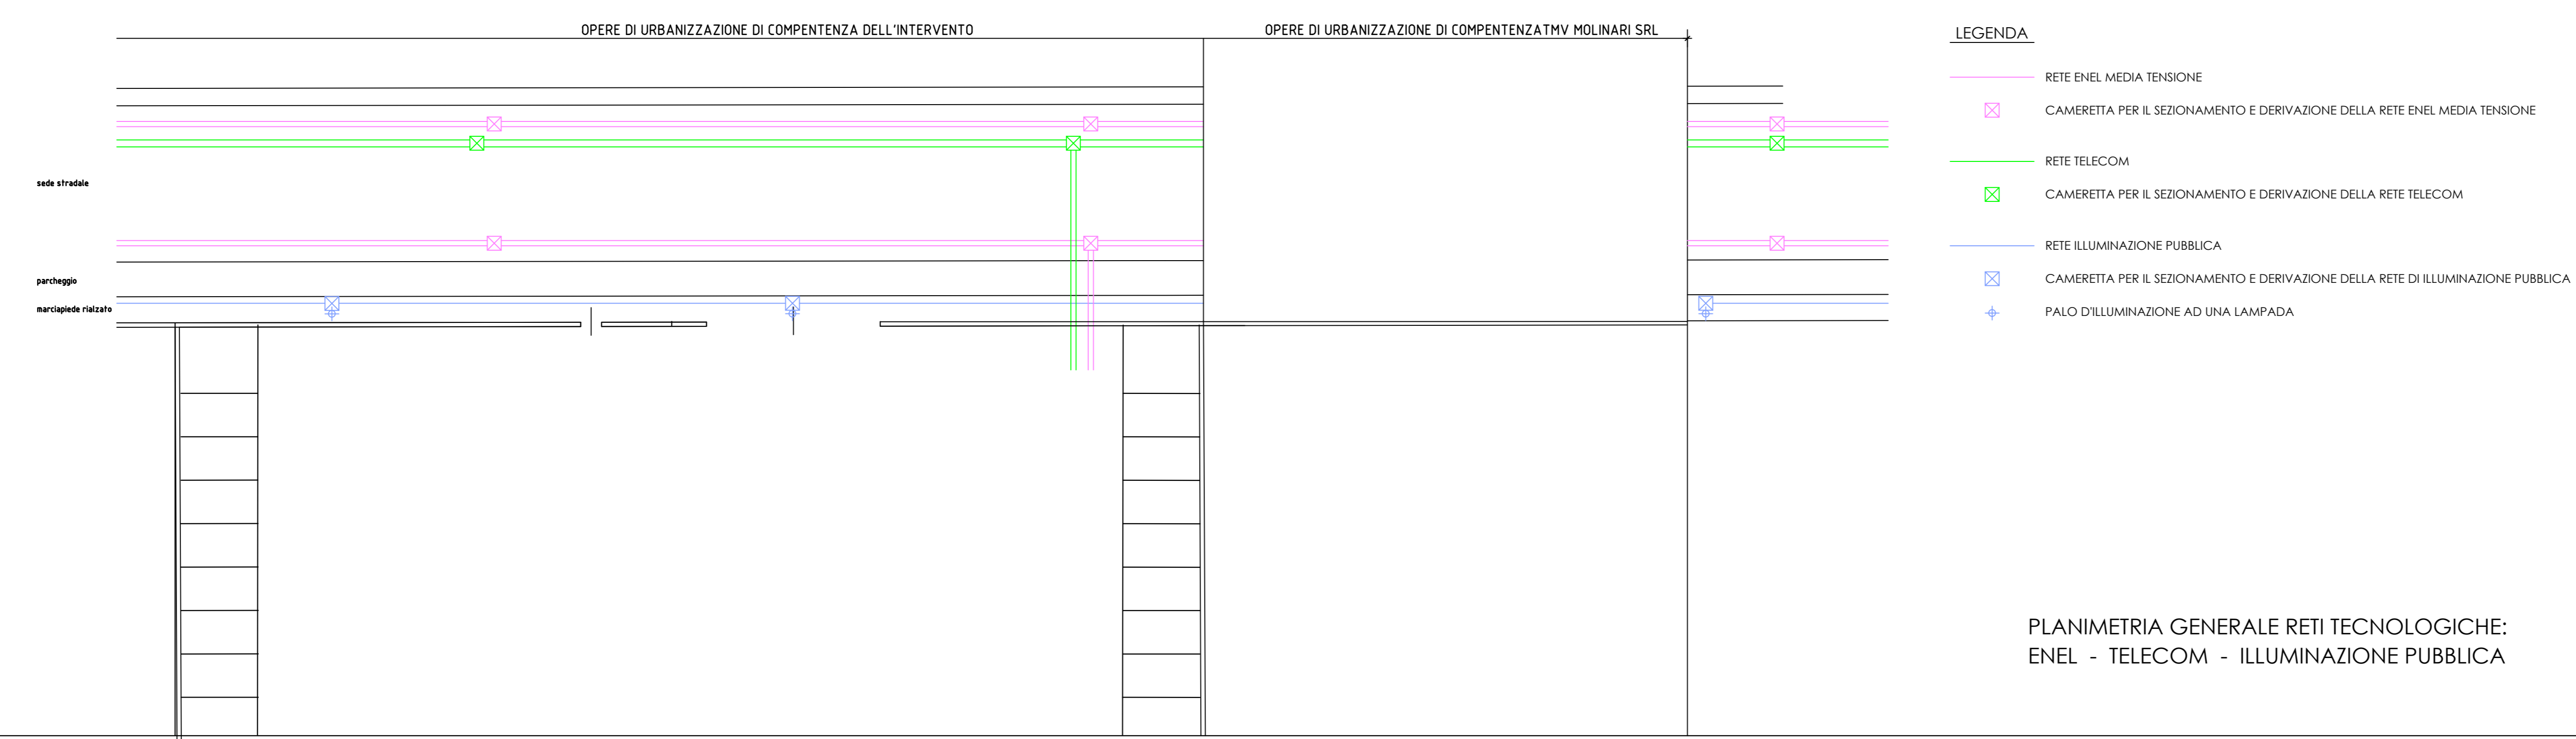 OPERE DI URBANIZZAZIONE DI COMPENTENZA DELL'INTERVENTO
OPERE DI URBANIZZAZIONE DI COMPENTENZATMV MOLINARI SRL
sede stradale
parcheggio
marciapiede rialzato
LEGENDA
RETE ENEL MEDIA TENSIONE
CAMERETTA PER IL SEZIONAMENTO E DERIVAZIONE DELLA RETE ENEL MEDIA TENSIONE
RETE TELECOM
CAMERETTA PER IL SEZIONAMENTO E DERIVAZIONE DELLA RETE TELECOM
RETE ILLUMINAZIONE PUBBLICA
CAMERETTA PER IL SEZIONAMENTO E DERIVAZIONE DELLA RETE DI ILLUMINAZIONE PUBBLICA
PALO D'ILLUMINAZIONE AD UNA LAMPADA
PLANIMETRIA GENERALE RETI TECNOLOGICHE:
ENEL - TELECOM - ILLUMINAZIONE PUBBLICA